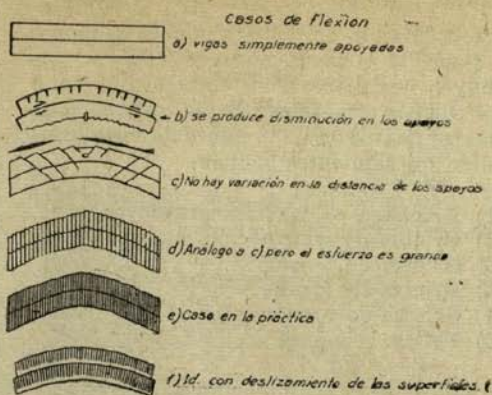 Casos de flexion
a) vigas simplemente apoyadas
b) se produce disminución en los apoyos
c) No hay variación en la distancia de los apoyos
d) Análogo a c) pero el esfuerzo es grande
e) Caso en la práctica
f) Id. con deslizamiento de las superficies.